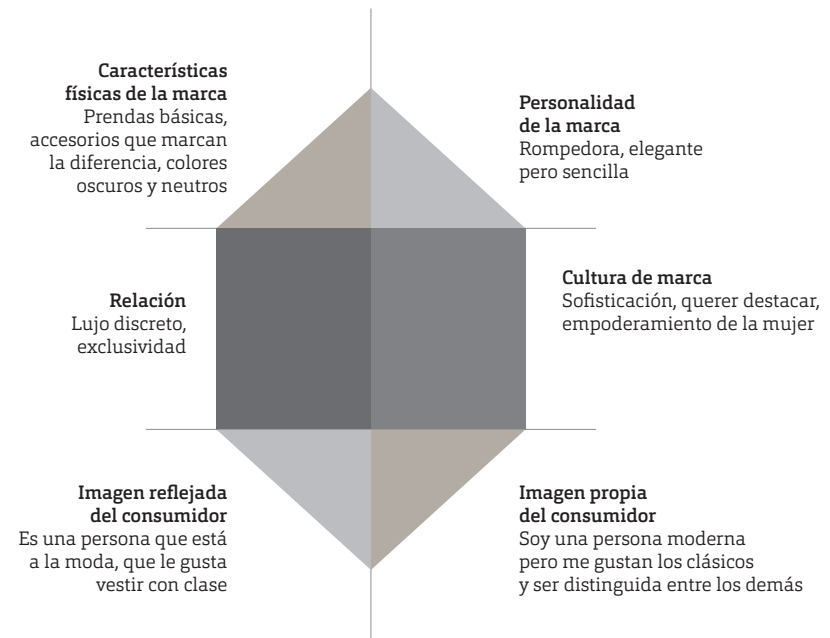 Características
físicas de la marca
Prendas básicas,
accesorios que marcan
la diferencia, colores
oscuros y neutros
Personalidad
de la marca
Rompedora, elegante
pero sencilla
Relación
Lujo discreto,
exclusividad
Cultura de marca
Sofisticación, querer destacar,
empoderamiento de la mujer
Imagen reflejada
del consumidor
Es una persona que está
a la moda, que le gusta
vestir con clase
Imagen propia
del consumidor
Soy una persona moderna
pero me gustan los clásicos
y ser distinguida entre los demás